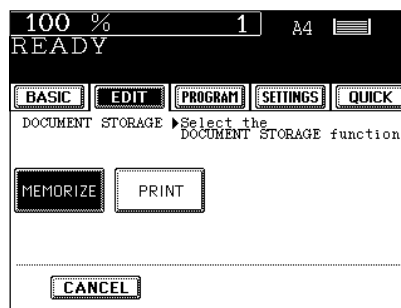 100 % 1 A4
READY
BASIC EDIT PROGRAM SETTINGS QUICK
DOCUMENT STORAGE ▶Select the
DOCUMENT STORAGE function
MEMORIZE PRINT
CANCEL